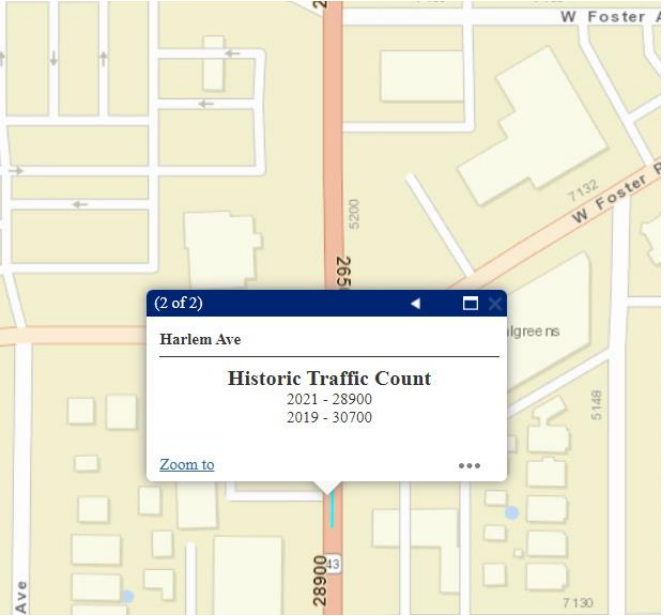 W Foster A
7132
W Foster R
5200
265
(2 of 2)
Harlem Ave
Historic Traffic Count
2021 - 28900
2019 - 30700
Zoom to
lgreens
5148
43
28900
Ave
7130